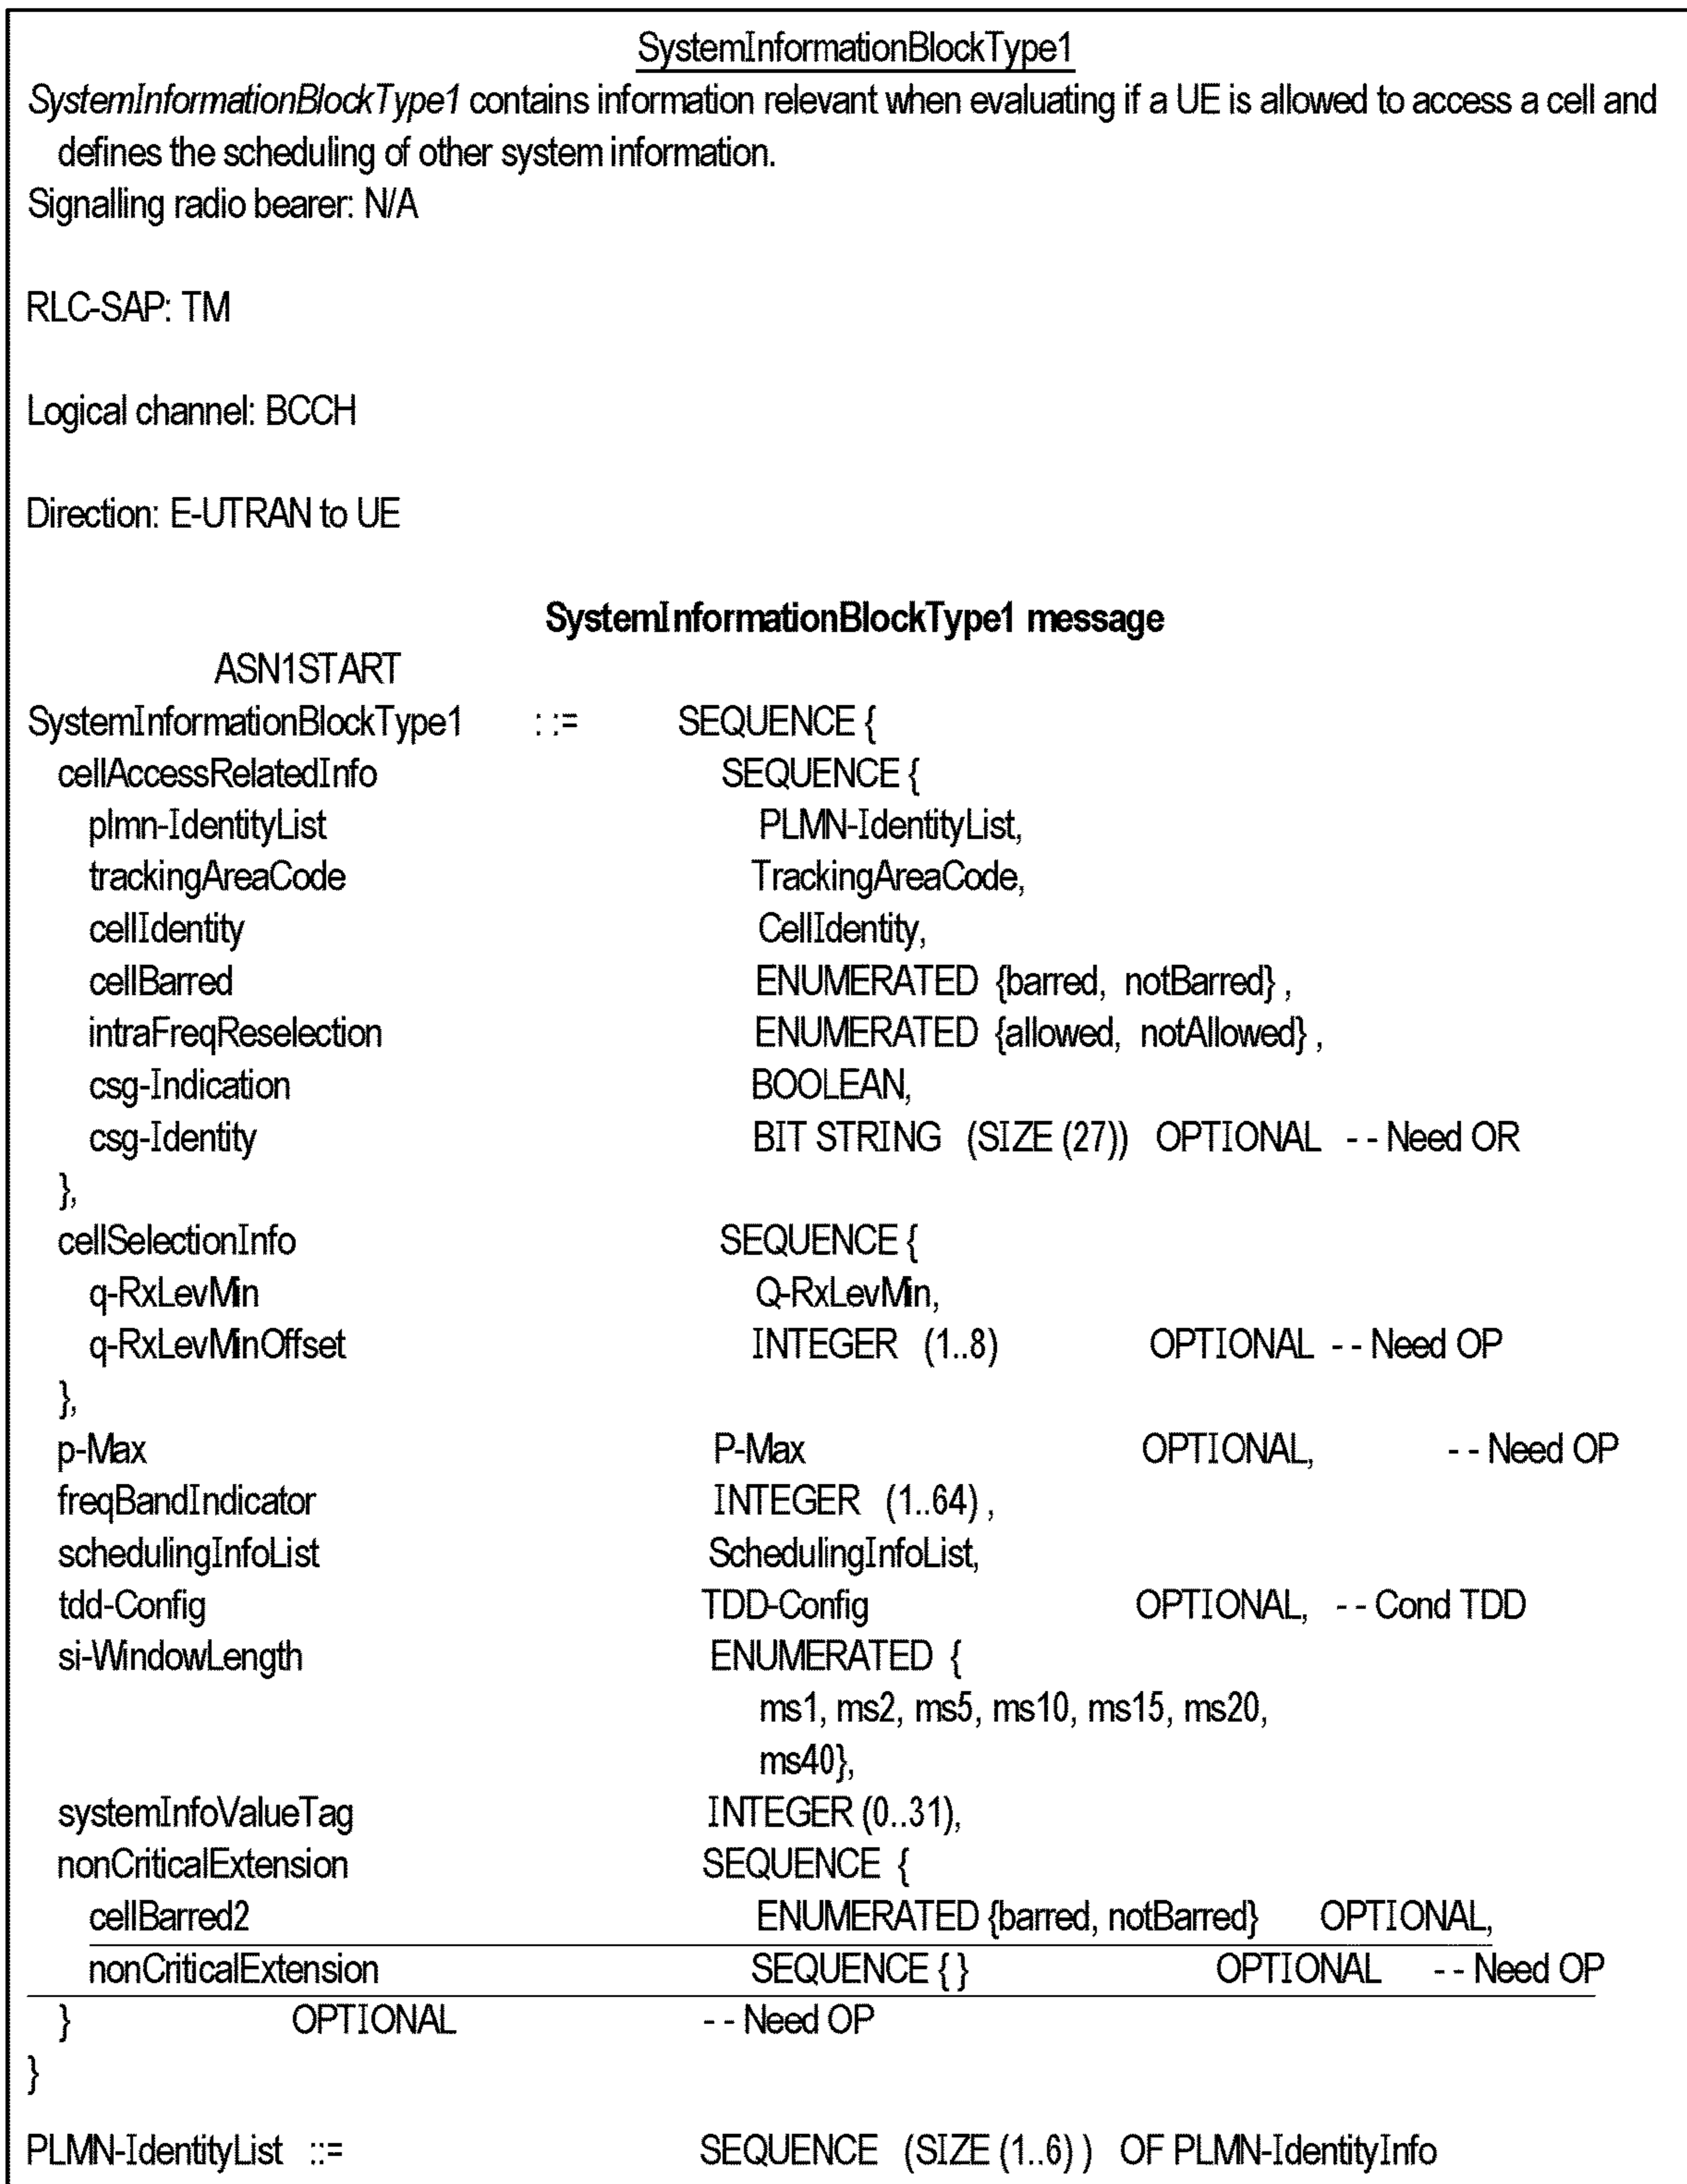 SystemInformationBlockType1
SystemInformationBlockType1 contains information relevant when evaluating if a UE is allowed to access a cell and
defines the scheduling of other system information.
Signalling radio bearer: N/A
RLC-SAP: TM
Logical channel: BCCH
Direction: E-UTRAN to UE
SystemInformationBlockType1 message
ASN1START
SystemInformationBlockType1 : := SEQUENCE {
cellAccessRelatedInfo SEQUENCE {
plmn-IdentityList PLMN-IdentityList,
trackingAreaCode TrackingAreaCode,
cellIdentity CellIdentity,
cellBarred ENUMERATED {barred, notBarred} ,
intraFreqReselection ENUMERATED {allowed, notAllowed} ,
csg-Indication BOOLEAN,
csg-Identity BIT STRING (SIZE (27)) OPTIONAL - - Need OR
},
cellSelectionInfo SEQUENCE {
q-RxLevMin Q-RxLevMin,
q-RxLevMinOffset INTEGER (1..8) OPTIONAL - - Need OP
},
p-Max P-Max OPTIONAL, - - Need OP
freqBandIndicator INTEGER (1..64) ,
schedulingInfoList SchedulingInfoList,
tdd-Config TDD-Config OPTIONAL, - - Cond TDD
si-WindowLength ENUMERATED {
ms1, ms2, ms5, ms10, ms15, ms20,
ms40},
systemInfoValueTag INTEGER (0..31),
nonCriticalExtension SEQUENCE {
cellBarred2 ENUMERATED {barred, notBarred} OPTIONAL,
nonCriticalExtension SEQUENCE { } OPTIONAL - - Need OP
} OPTIONAL - - Need OP
}
PLMN-IdentityList ::= SEQUENCE (SIZE (1..6) ) OF PLMN-IdentityInfo